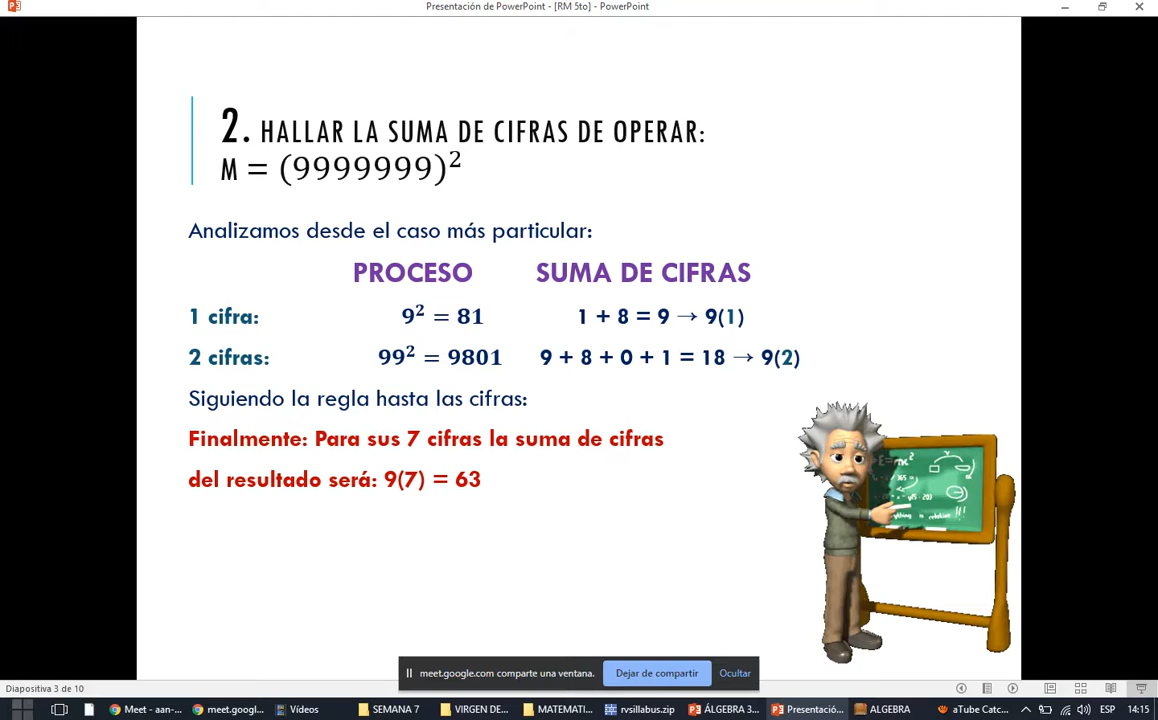 Presentación de PowerPoint - [RM 5to] - PowerPoint
2. HALLAR LA SUMA DE CIFRAS DE OPERAR:
M = (9999999)²
Analizamos desde el caso más particular:
PROCESO SUMA DE CIFRAS
1 cifra: 9² = 81 1 + 8 = 9 → 9(1)
2 cifras: 99² = 9801 9 + 8 + 0 + 1 = 18 → 9(2)
Siguiendo la regla hasta las cifras:
Finalmente: Para sus 7 cifras la suma de cifras
del resultado será: 9(7) = 63
meet.google.com comparte una ventana. Dejar de compartir Ocultar
Diapositiva 3 de 10
Meet - aan-... meet.googl... Vídeos SEMANA 7 VIRGEN DE... MATEMATI... rvsillabus.zip ÁLGEBRA 3... Presentació... ALGEBRA aTube Catc... ESP 14:15